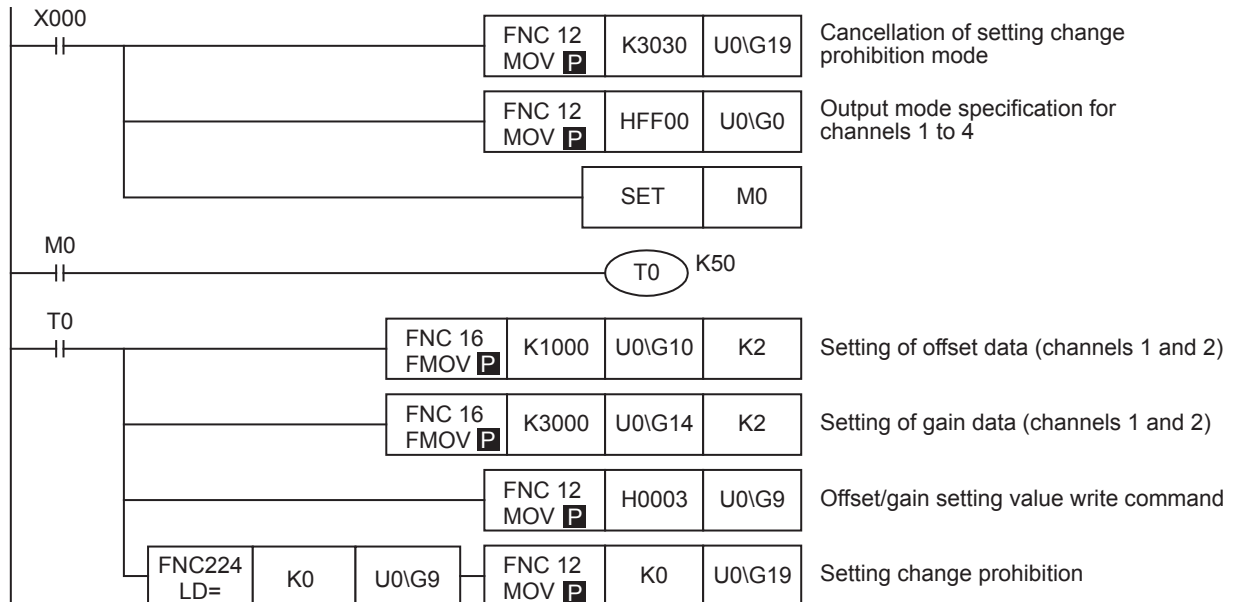 X000
FNC 12
MOV P
K3030
U0\G19
Cancellation of setting change
prohibition mode
FNC 12
MOV P
HFF00
U0\G0
Output mode specification for
channels 1 to 4
SET
M0
M0
T0
K50
T0
FNC 16
FMOV P
K1000
U0\G10
K2
Setting of offset data (channels 1 and 2)
FNC 16
FMOV P
K3000
U0\G14
K2
Setting of gain data (channels 1 and 2)
FNC 12
MOV P
H0003
U0\G9
Offset/gain setting value write command
FNC224
LD=
K0
U0\G9
FNC 12
MOV P
K0
U0\G19
Setting change prohibition